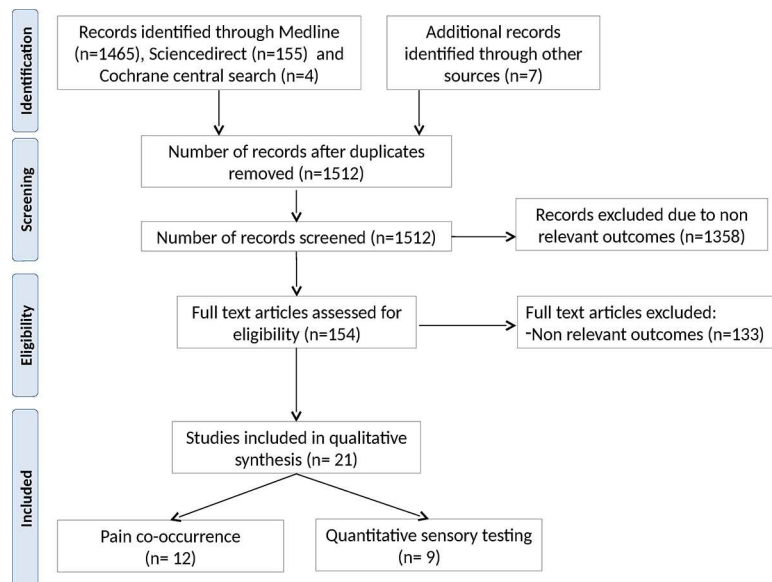 Identification
Records identified through Medline
(n=1465), Sciencedirect (n=155) and
Cochrane central search (n=4)
Additional records
identified through other
sources (n=7)
Screening
Number of records after duplicates
removed (n=1512)
Number of records screened (n=1512)
Records excluded due to non
relevant outcomes (n=1358)
Eligibility
Full text articles assessed for
eligibility (n=154)
Full text articles excluded:
-Non relevant outcomes (n=133)
Included
Studies included in qualitative
synthesis (n= 21)
Pain co-occurrence
(n= 12)
Quantitative sensory testing
(n= 9)